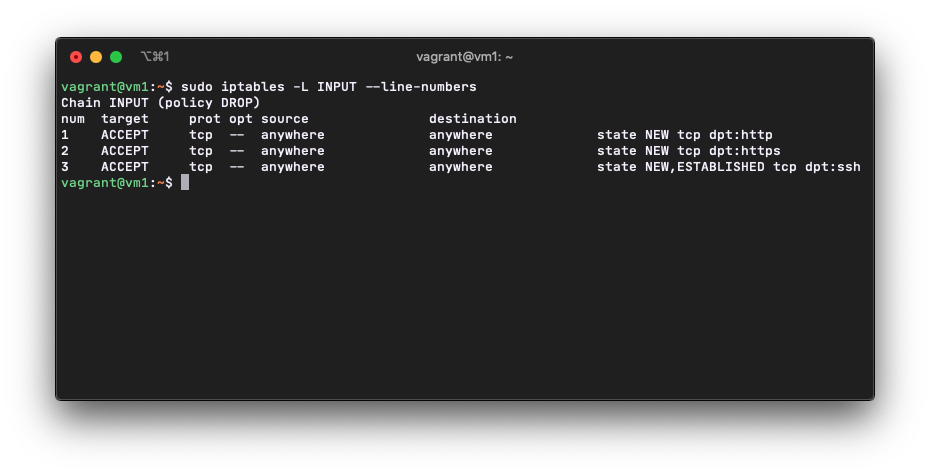 ⌥⌘1 vagrant@vm1: ~
vagrant@vm1:~$ sudo iptables -L INPUT --line-numbers
Chain INPUT (policy DROP)
num  target     prot opt source               destination
1    ACCEPT     tcp  --  anywhere             anywhere             state NEW tcp dpt:http
2    ACCEPT     tcp  --  anywhere             anywhere             state NEW tcp dpt:https
3    ACCEPT     tcp  --  anywhere             anywhere             state NEW,ESTABLISHED tcp dpt:ssh
vagrant@vm1:~$